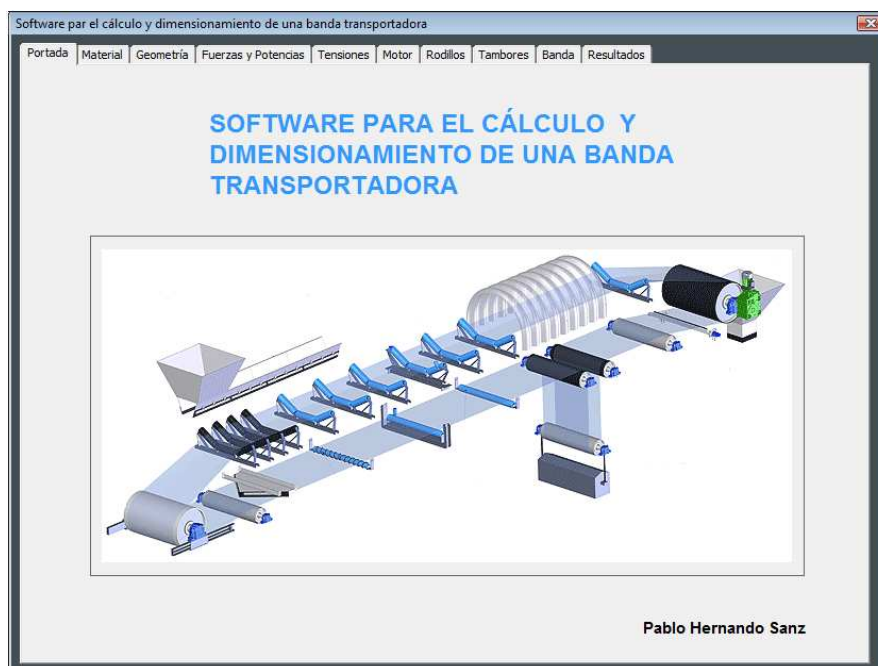 Software par el cálculo y dimensionamiento de una banda transportadora
Portada Material Geometría Fuerzas y Potencias Tensiones Motor Rodillos Tambores Banda Resultados
SOFTWARE PARA EL CÁLCULO Y
DIMENSIONAMIENTO DE UNA BANDA
TRANSPORTADORA
Pablo Hernando Sanz